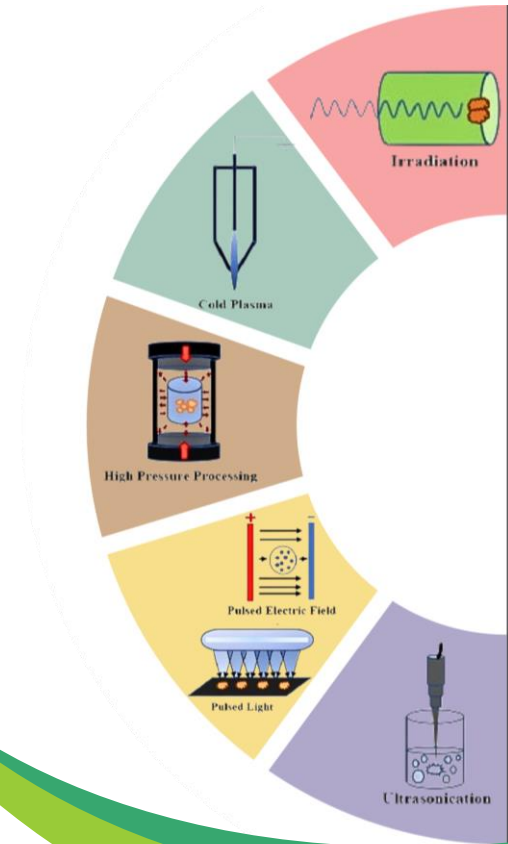 Irradiation
Cold Plasma
High Pressure Processing
+ −
Pulsed Electric Field
Pulsed Light
Ultrasonication